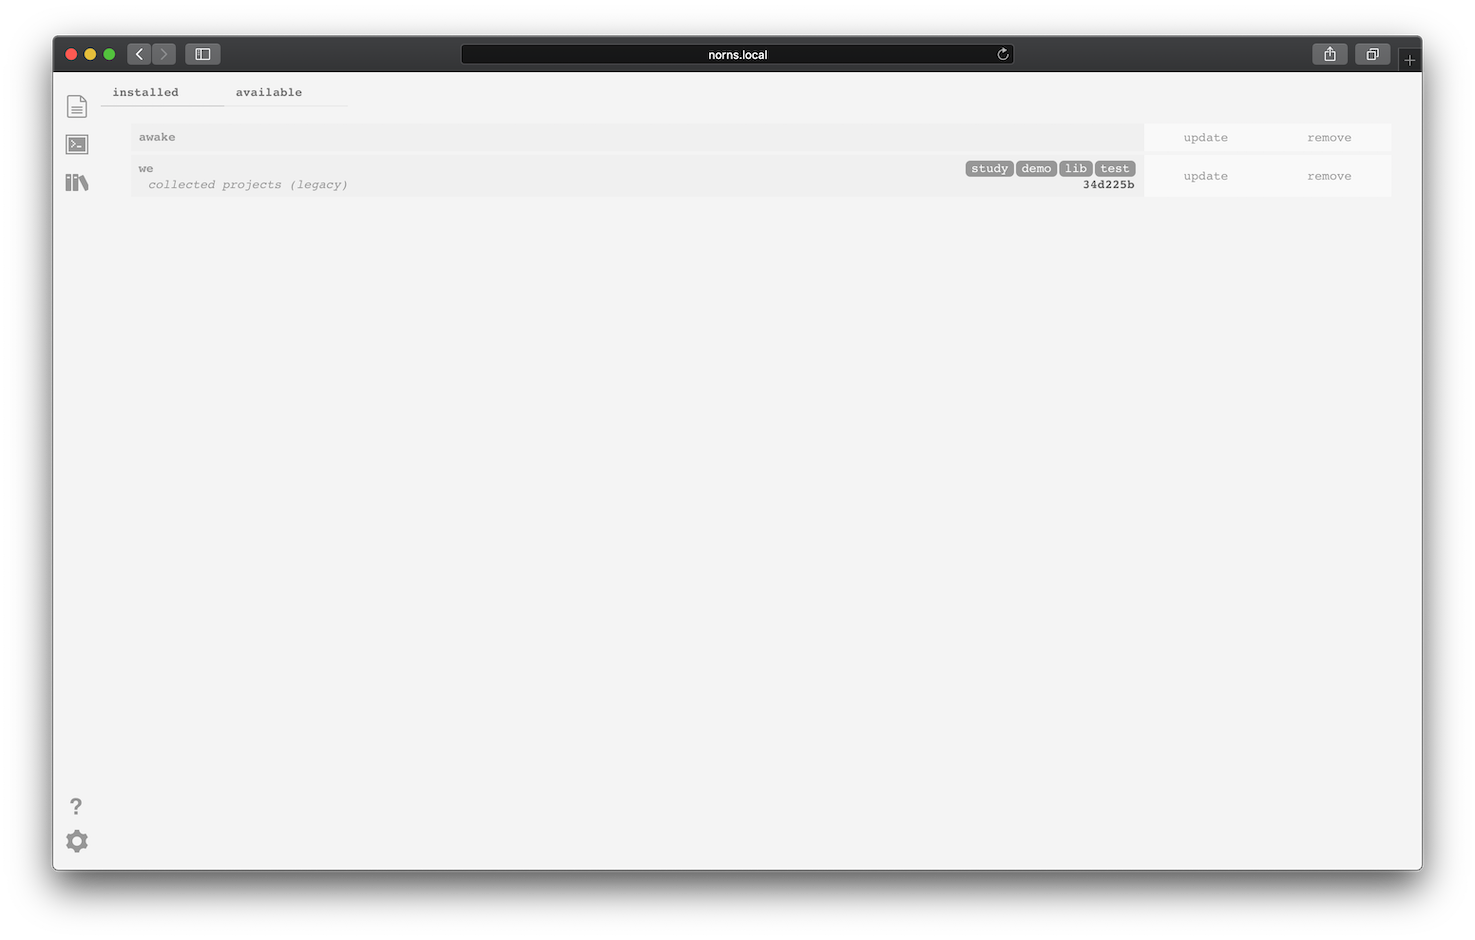 norns.local
installed available
awake update remove
we study demo lib test update remove
collected projects (legacy) 34d225b
?